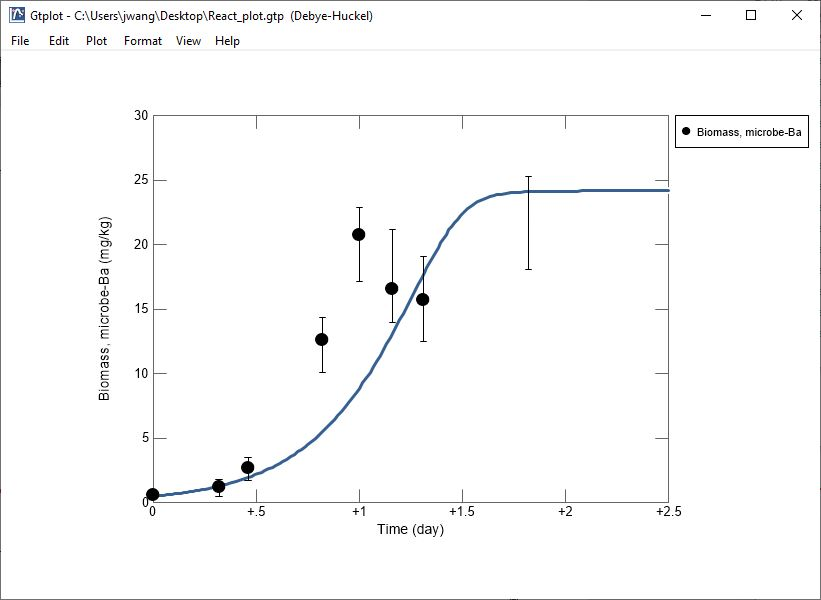 Gtplot - C:\Users\jwang\Desktop\React_plot.gtp (Debye-Huckel)
File Edit Plot Format View Help
30
25
20
15
10
5
0
Biomass, microbe-Ba (mg/kg)
0 +.5 +1 +1.5 +2 +2.5
Time (day)
Biomass, microbe-Ba